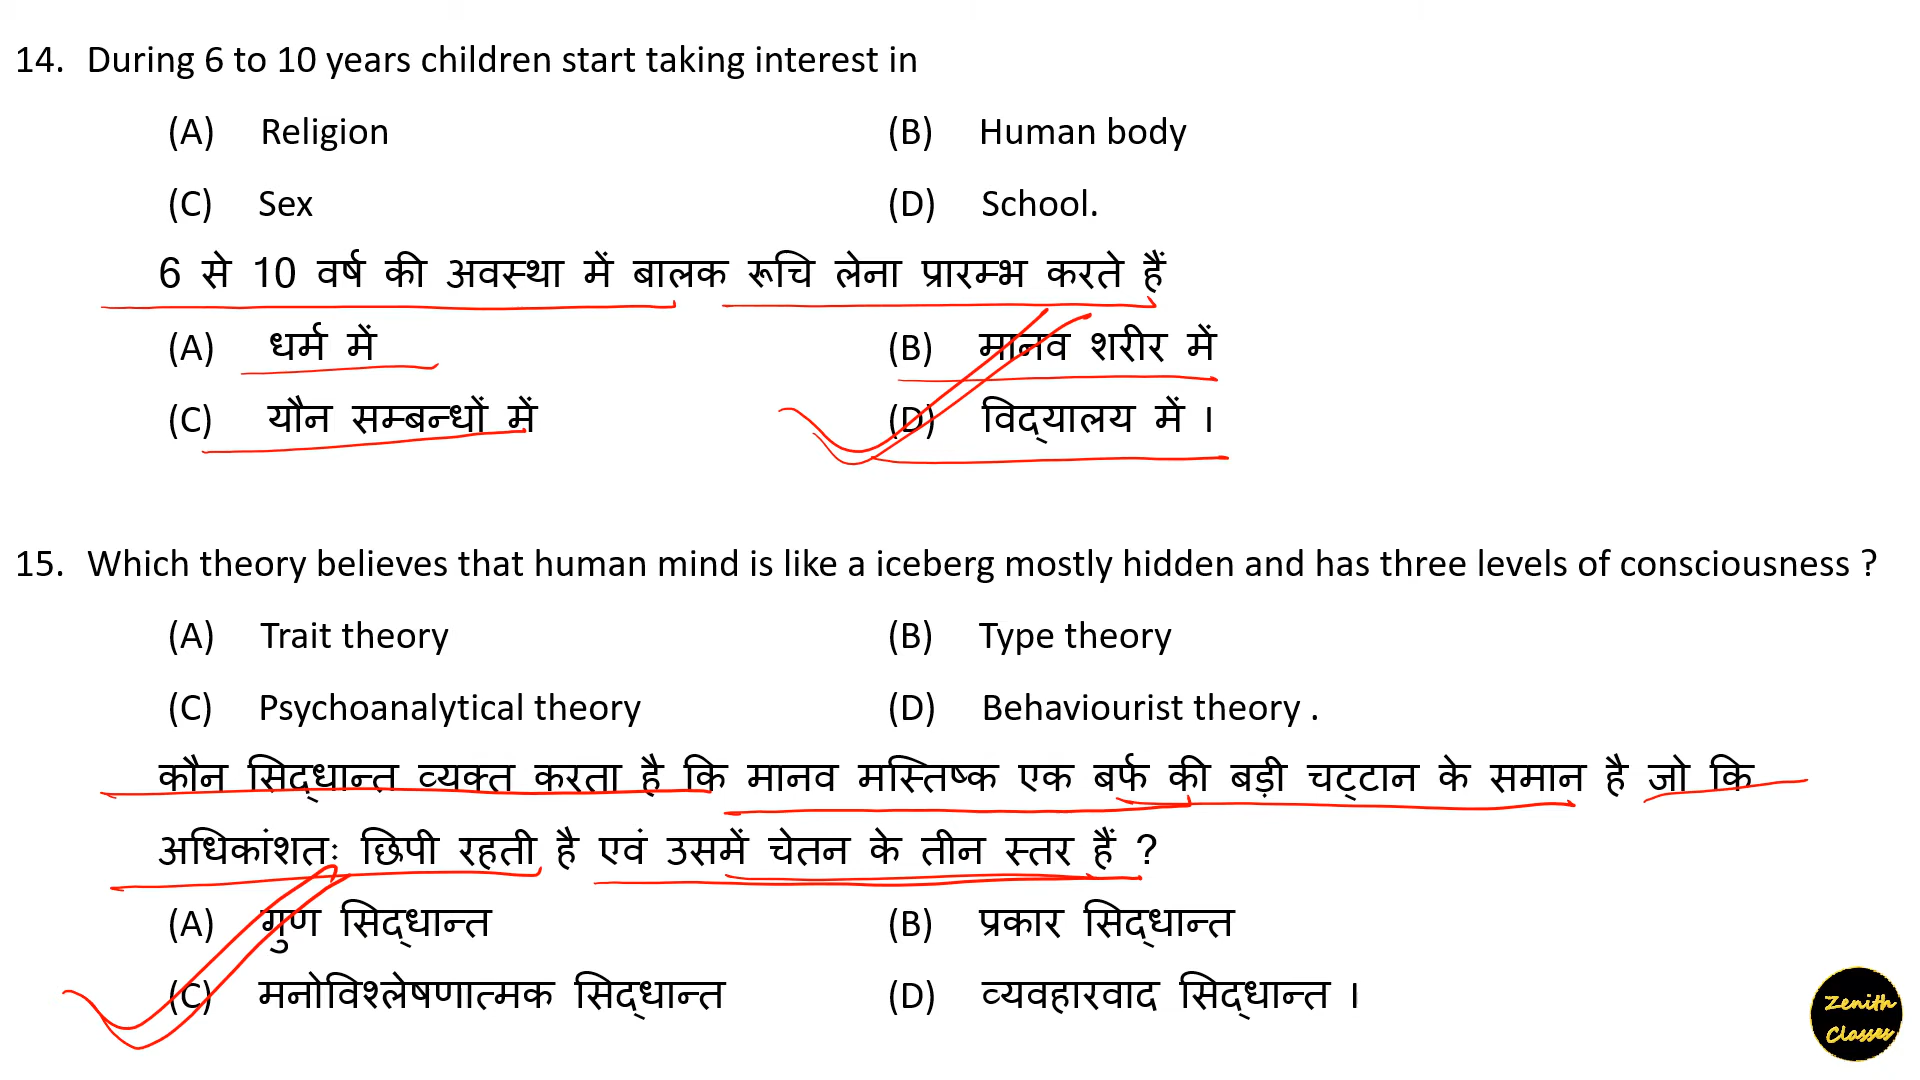 14. During 6 to 10 years children start taking interest in
(A) Religion (B) Human body
(C) Sex (D) School.
6 से 10 वर्ष की अवस्था में बालक रूचि लेना प्रारम्भ करते हैं
(A) धर्म में (B) मानव शरीर में
(C) यौन सम्बन्धों में (D) विद्यालय में ।
15. Which theory believes that human mind is like a iceberg mostly hidden and has three levels of consciousness ?
(A) Trait theory (B) Type theory
(C) Psychoanalytical theory (D) Behaviourist theory .
कौन सिद्धान्त व्यक्त करता है कि मानव मस्तिष्क एक बर्फ की बड़ी चट्टान के समान है जो कि
अधिकांशतः छिपी रहती है एवं उसमें चेतन के तीन स्तर हैं ?
(A) गुण सिद्धान्त (B) प्रकार सिद्धान्त
(C) मनोविश्लेषणात्मक सिद्धान्त (D) व्यवहारवाद सिद्धान्त ।
Zenith
Classes